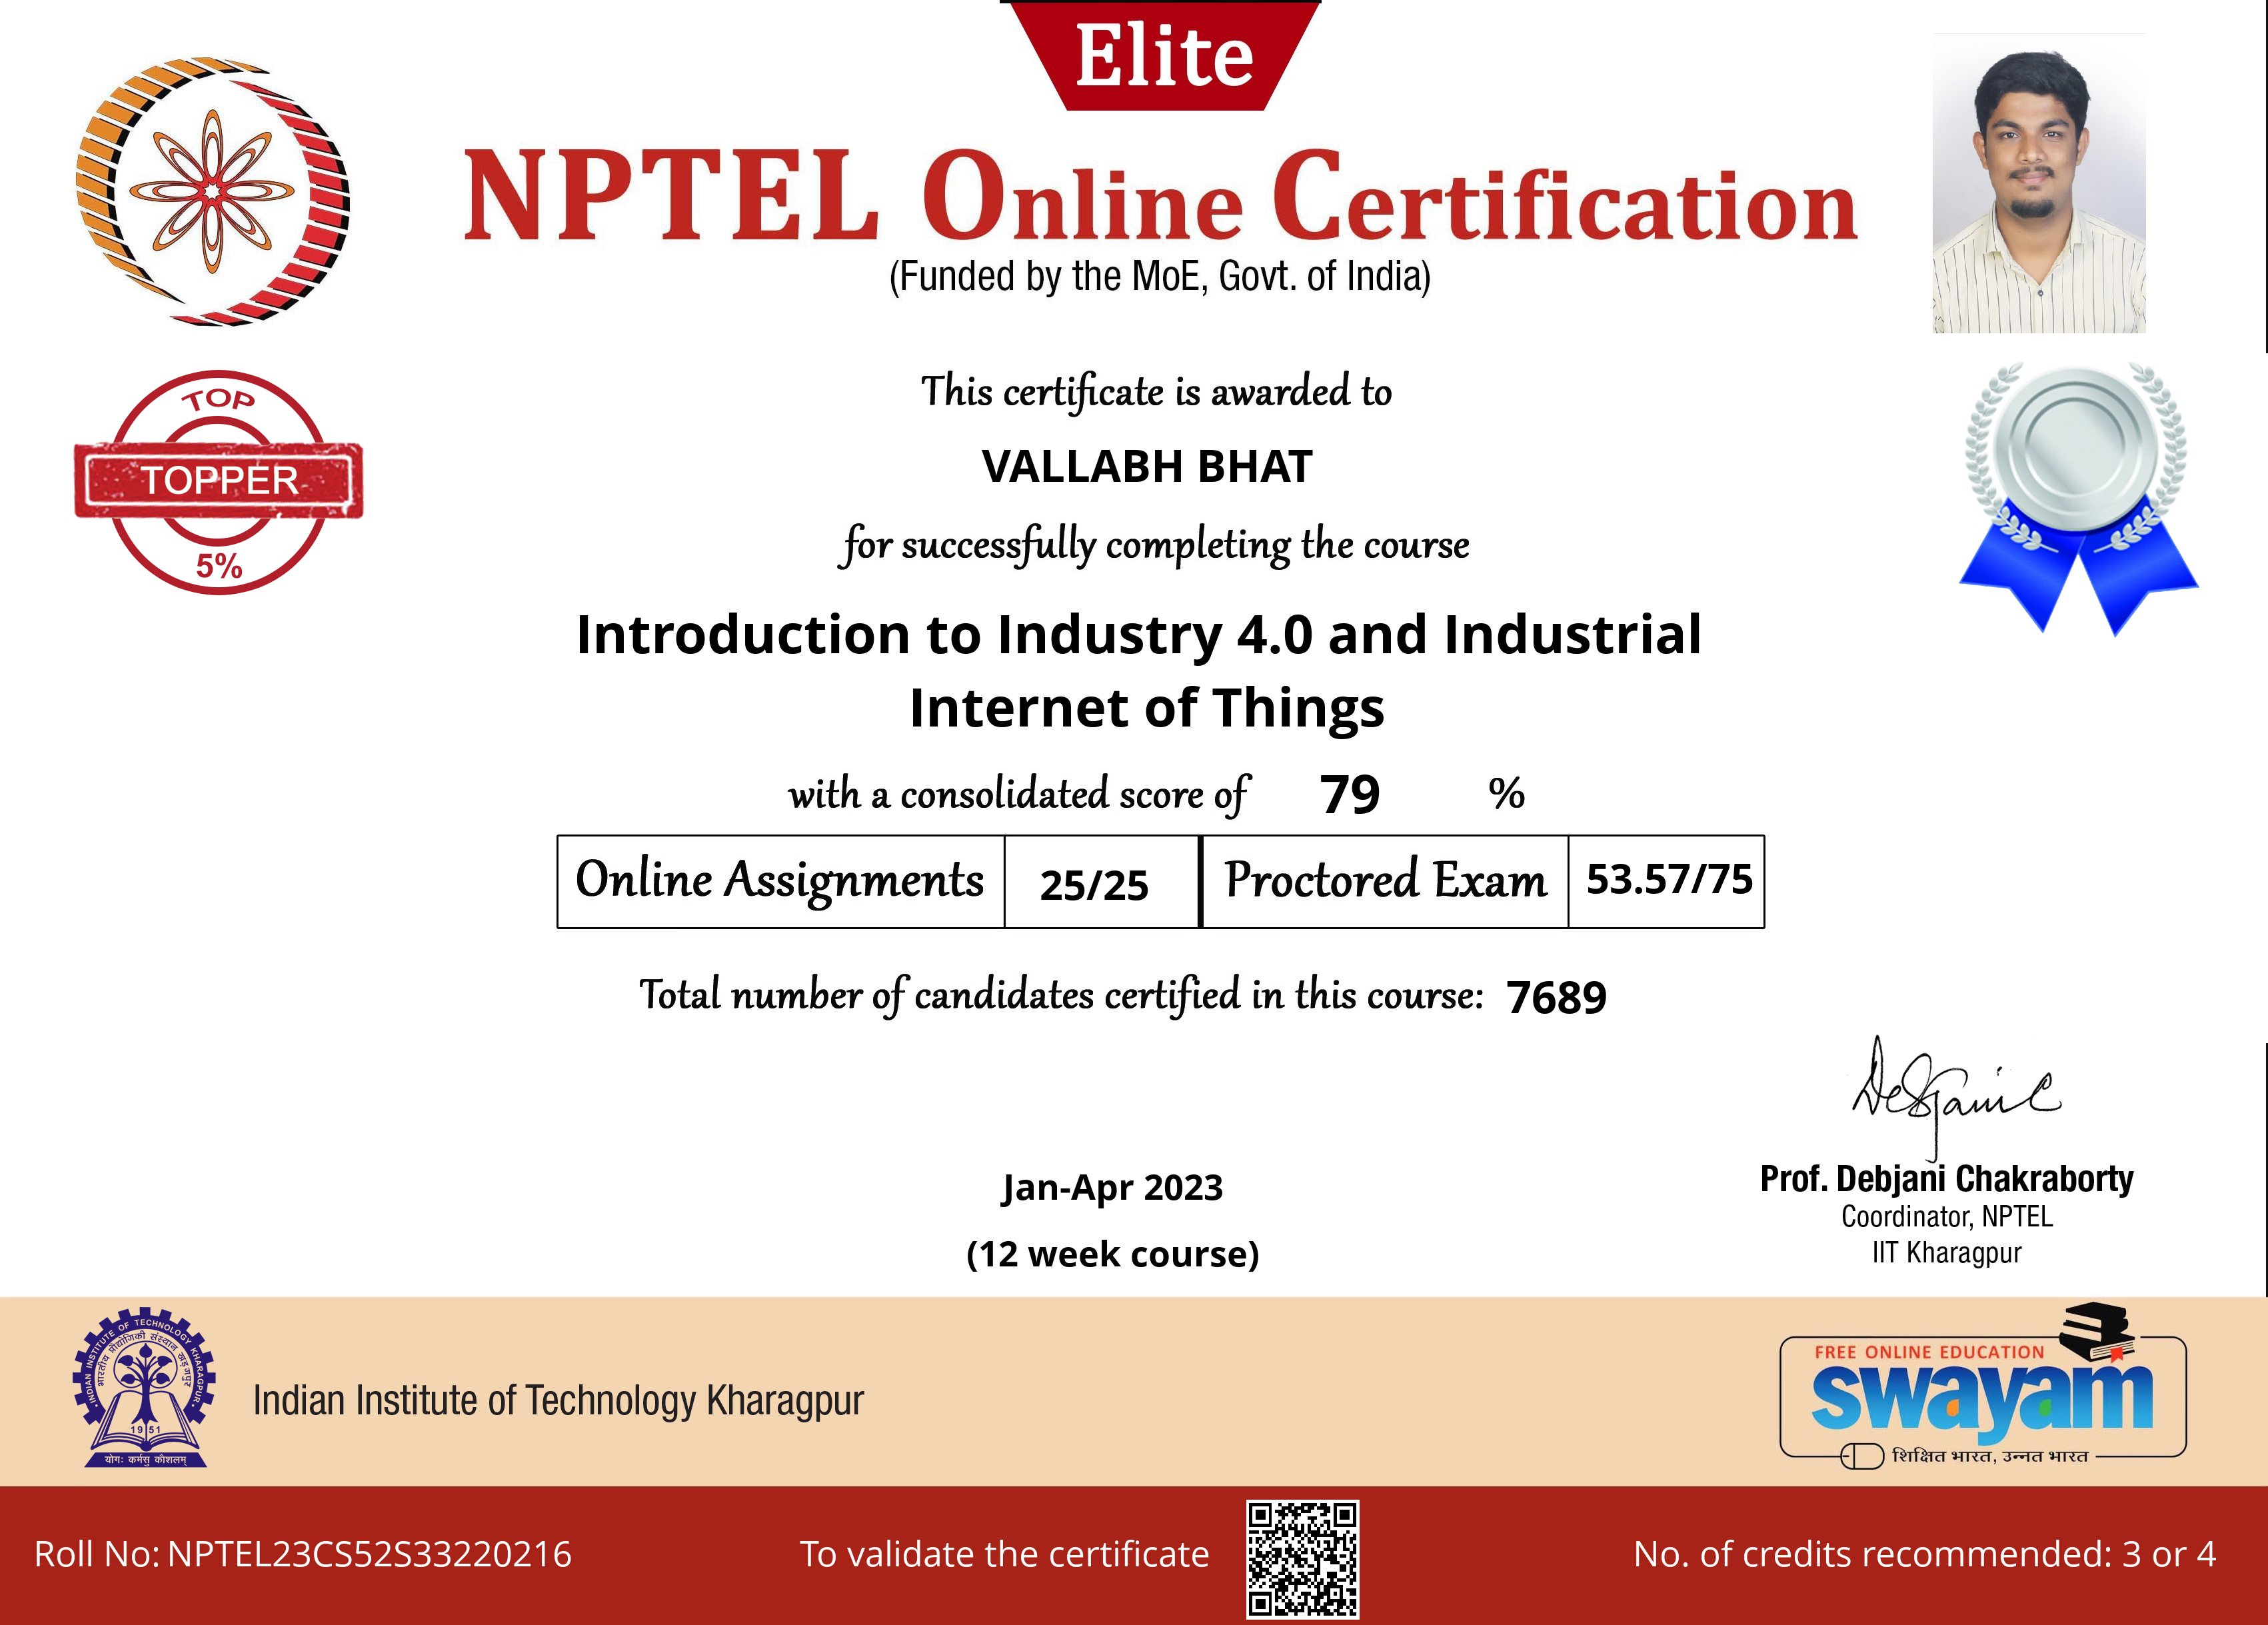 Elite
NPTEL Online Certification
(Funded by the MoE, Govt. of India)
This certificate is awarded to
VALLABH BHAT
for successfully completing the course
TOP
TOPPER
5%
Introduction to Industry 4.0 and Industrial
Internet of Things
with a consolidated score of 79 %
Online Assignments 25/25 Proctored Exam 53.57/75
Total number of candidates certified in this course: 7689
Prof. Debjani Chakraborty
Coordinator, NPTEL
IIT Kharagpur
Jan-Apr 2023
(12 week course)
INDIAN INSTITUTE OF TECHNOLOGY KHARAGPUR
भारतीय प्रौद्योगिकी संस्थान खड़गपुर
1951
योगः कर्मसु कौशलम्
Indian Institute of Technology Kharagpur
FREE ONLINE EDUCATION
swayam
शिक्षित भारत, उन्नत भारत
Roll No: NPTEL23CS52S33220216
To validate the certificate
No. of credits recommended: 3 or 4